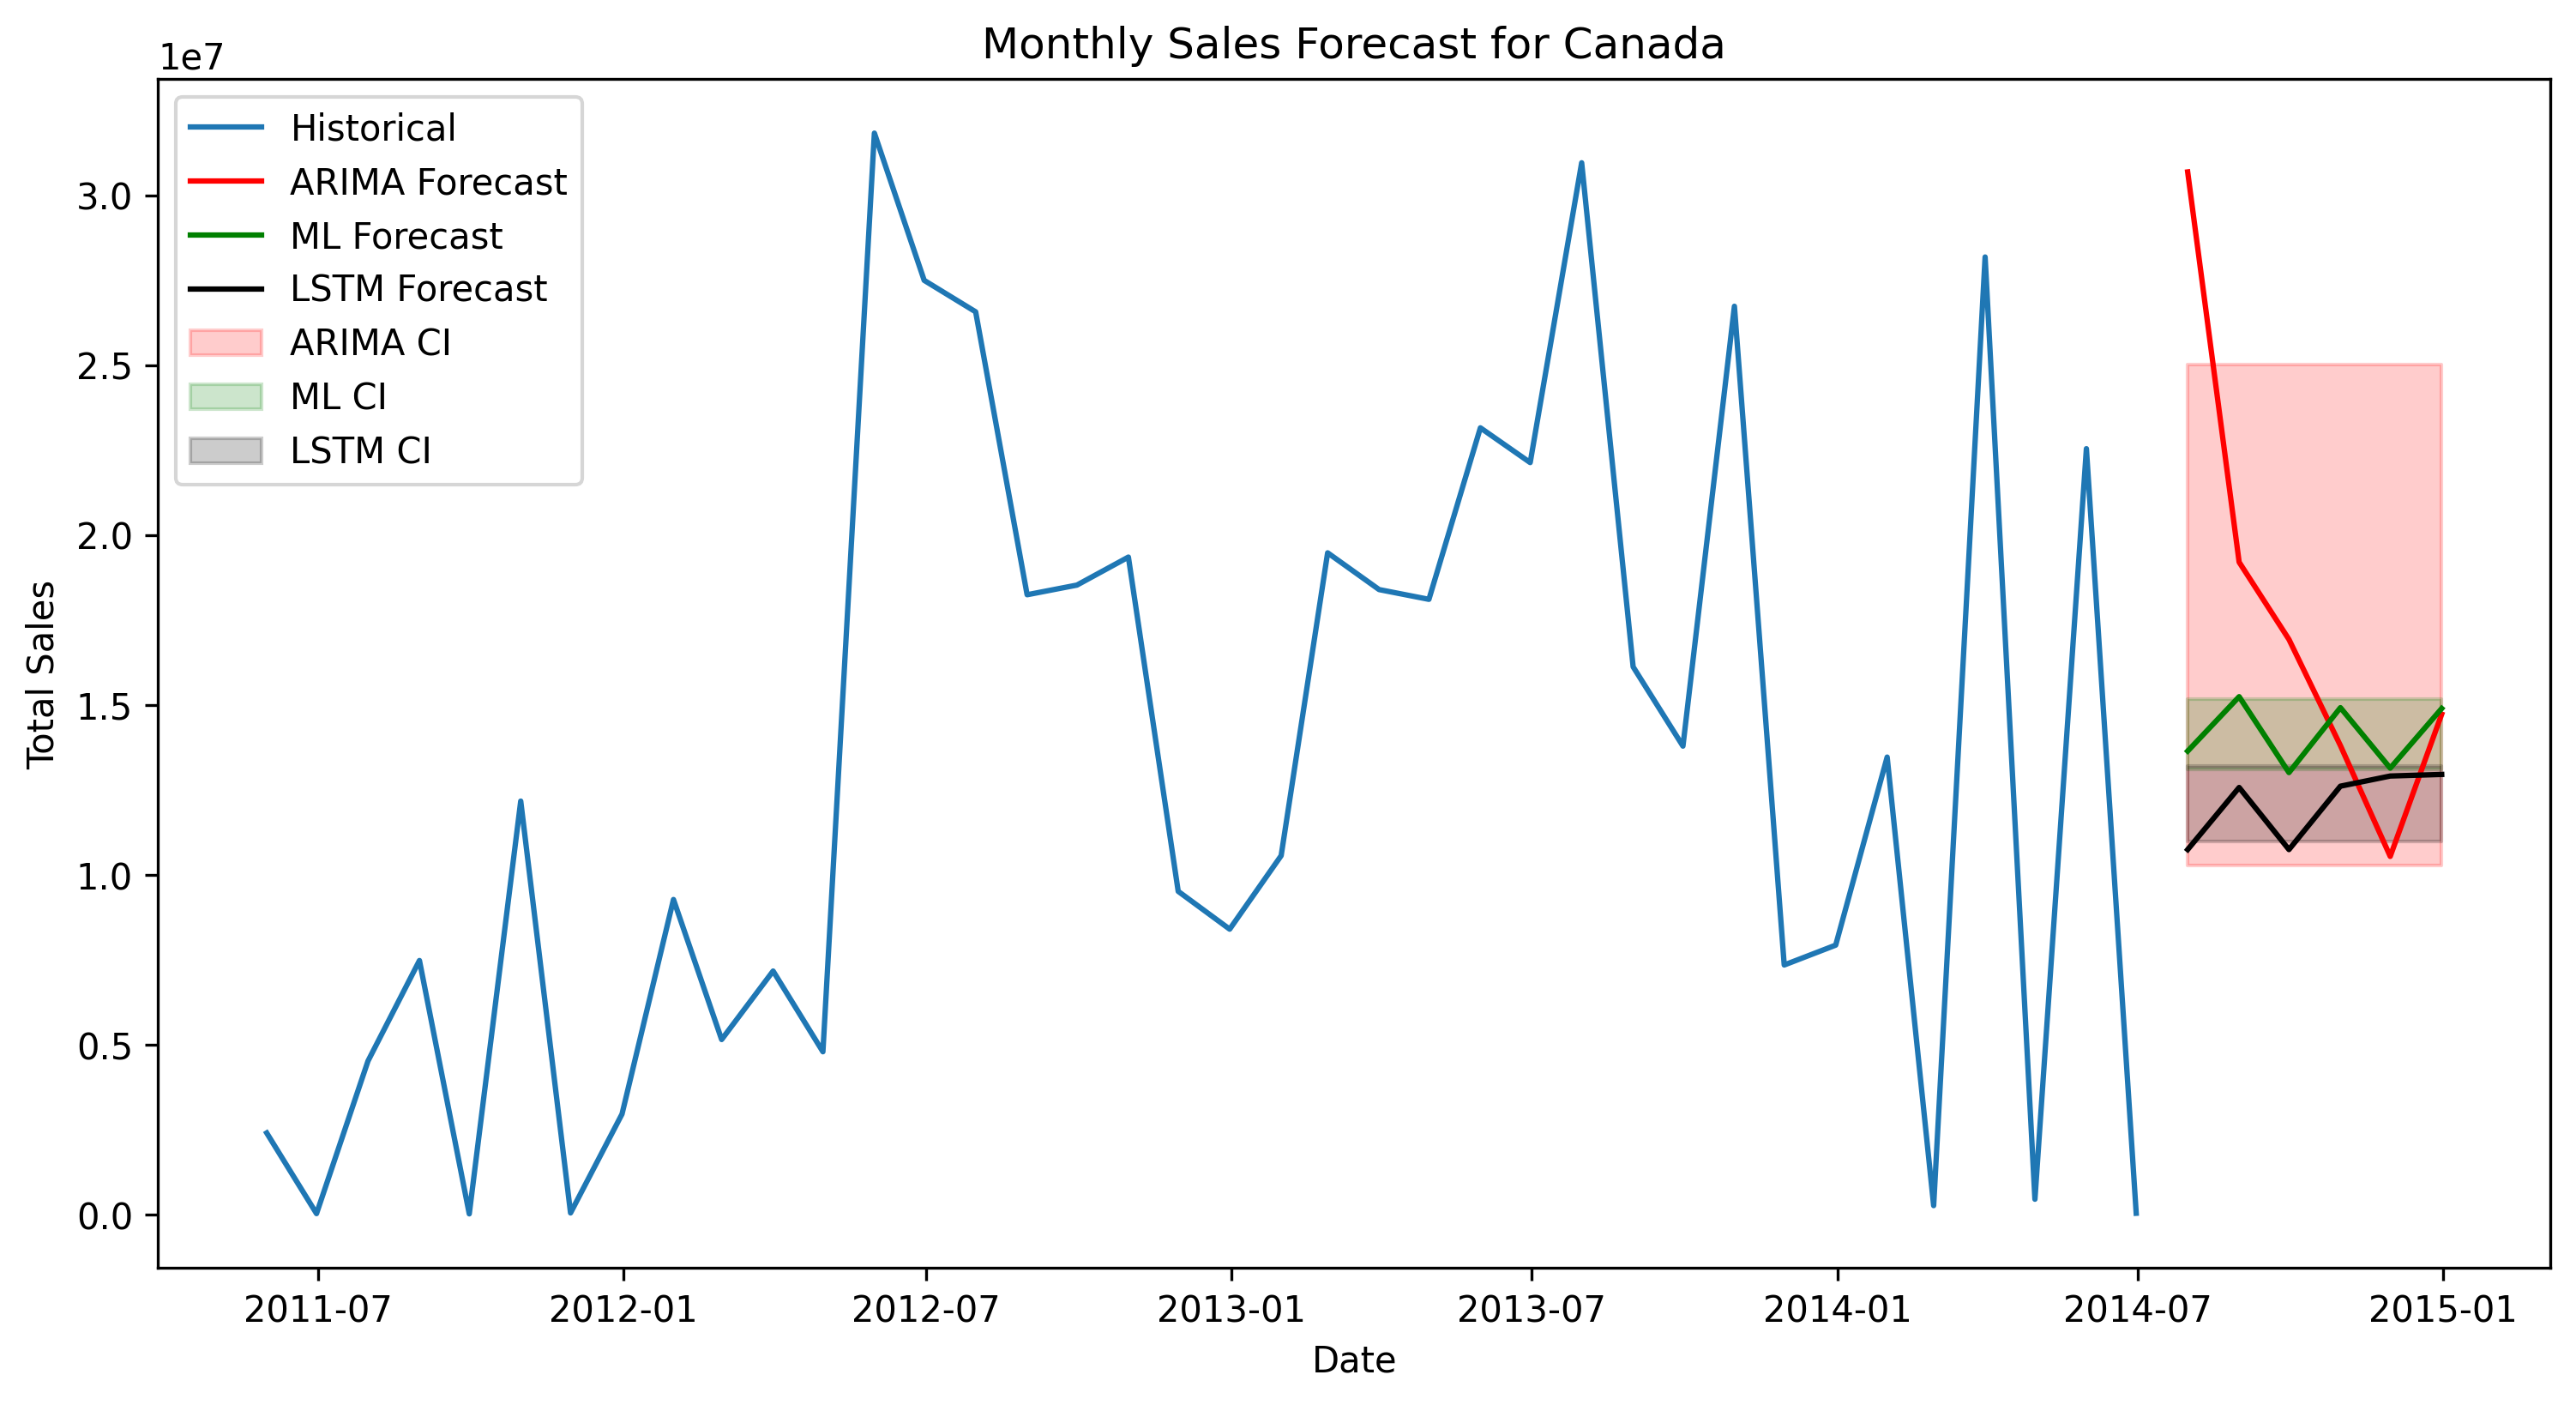 Monthly Sales Forecast for Canada
1e7
Historical
ARIMA Forecast
ML Forecast
LSTM Forecast
ARIMA CI
ML CI
LSTM CI
3.0
2.5
2.0
1.5
1.0
0.5
0.0
Total Sales
2011-07 2012-01 2012-07 2013-01 2013-07 2014-01 2014-07 2015-01
Date